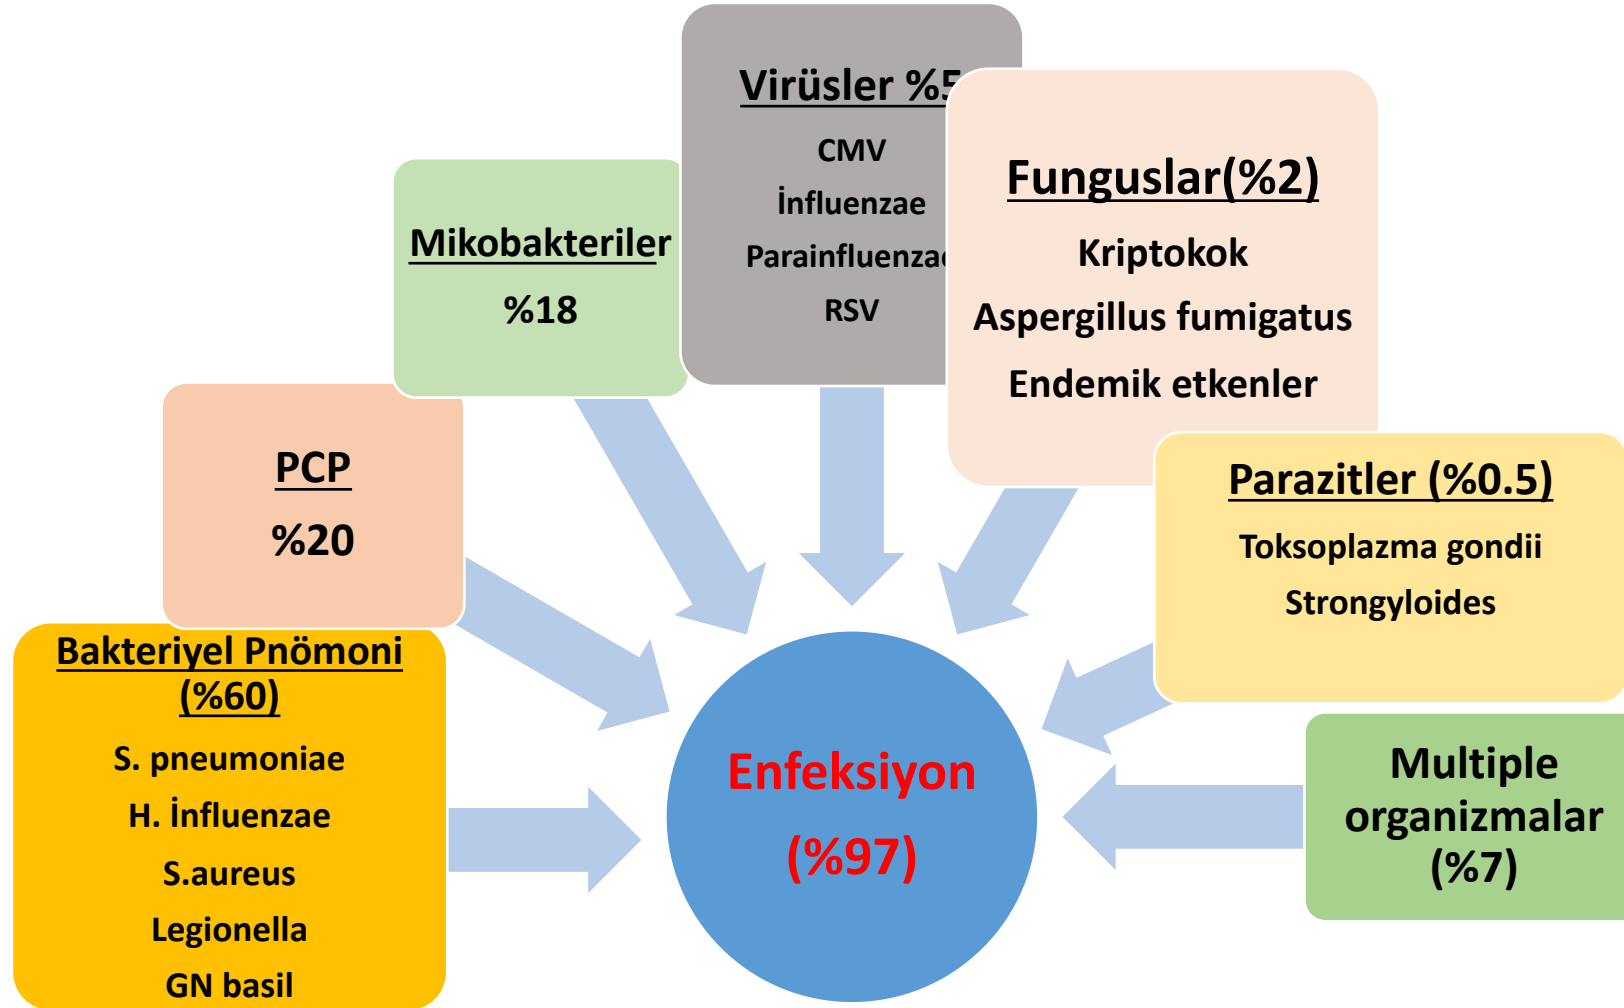 Bakteriyel Pnömoni
(%60)
S. pneumoniae
H. İnfluenzae
S.aureus
Legionella
GN basil
PCP
%20
Mikobakteriler
%18
Virüsler %5
CMV
İnfluenzae
Parainfluenzae
RSV
Funguslar(%2)
Kriptokok
Aspergillus fumigatus
Endemik etkenler
Parazitler (%0.5)
Toksoplazma gondii
Strongyloides
Multiple
organizmalar
(%7)
Enfeksiyon
(%97)